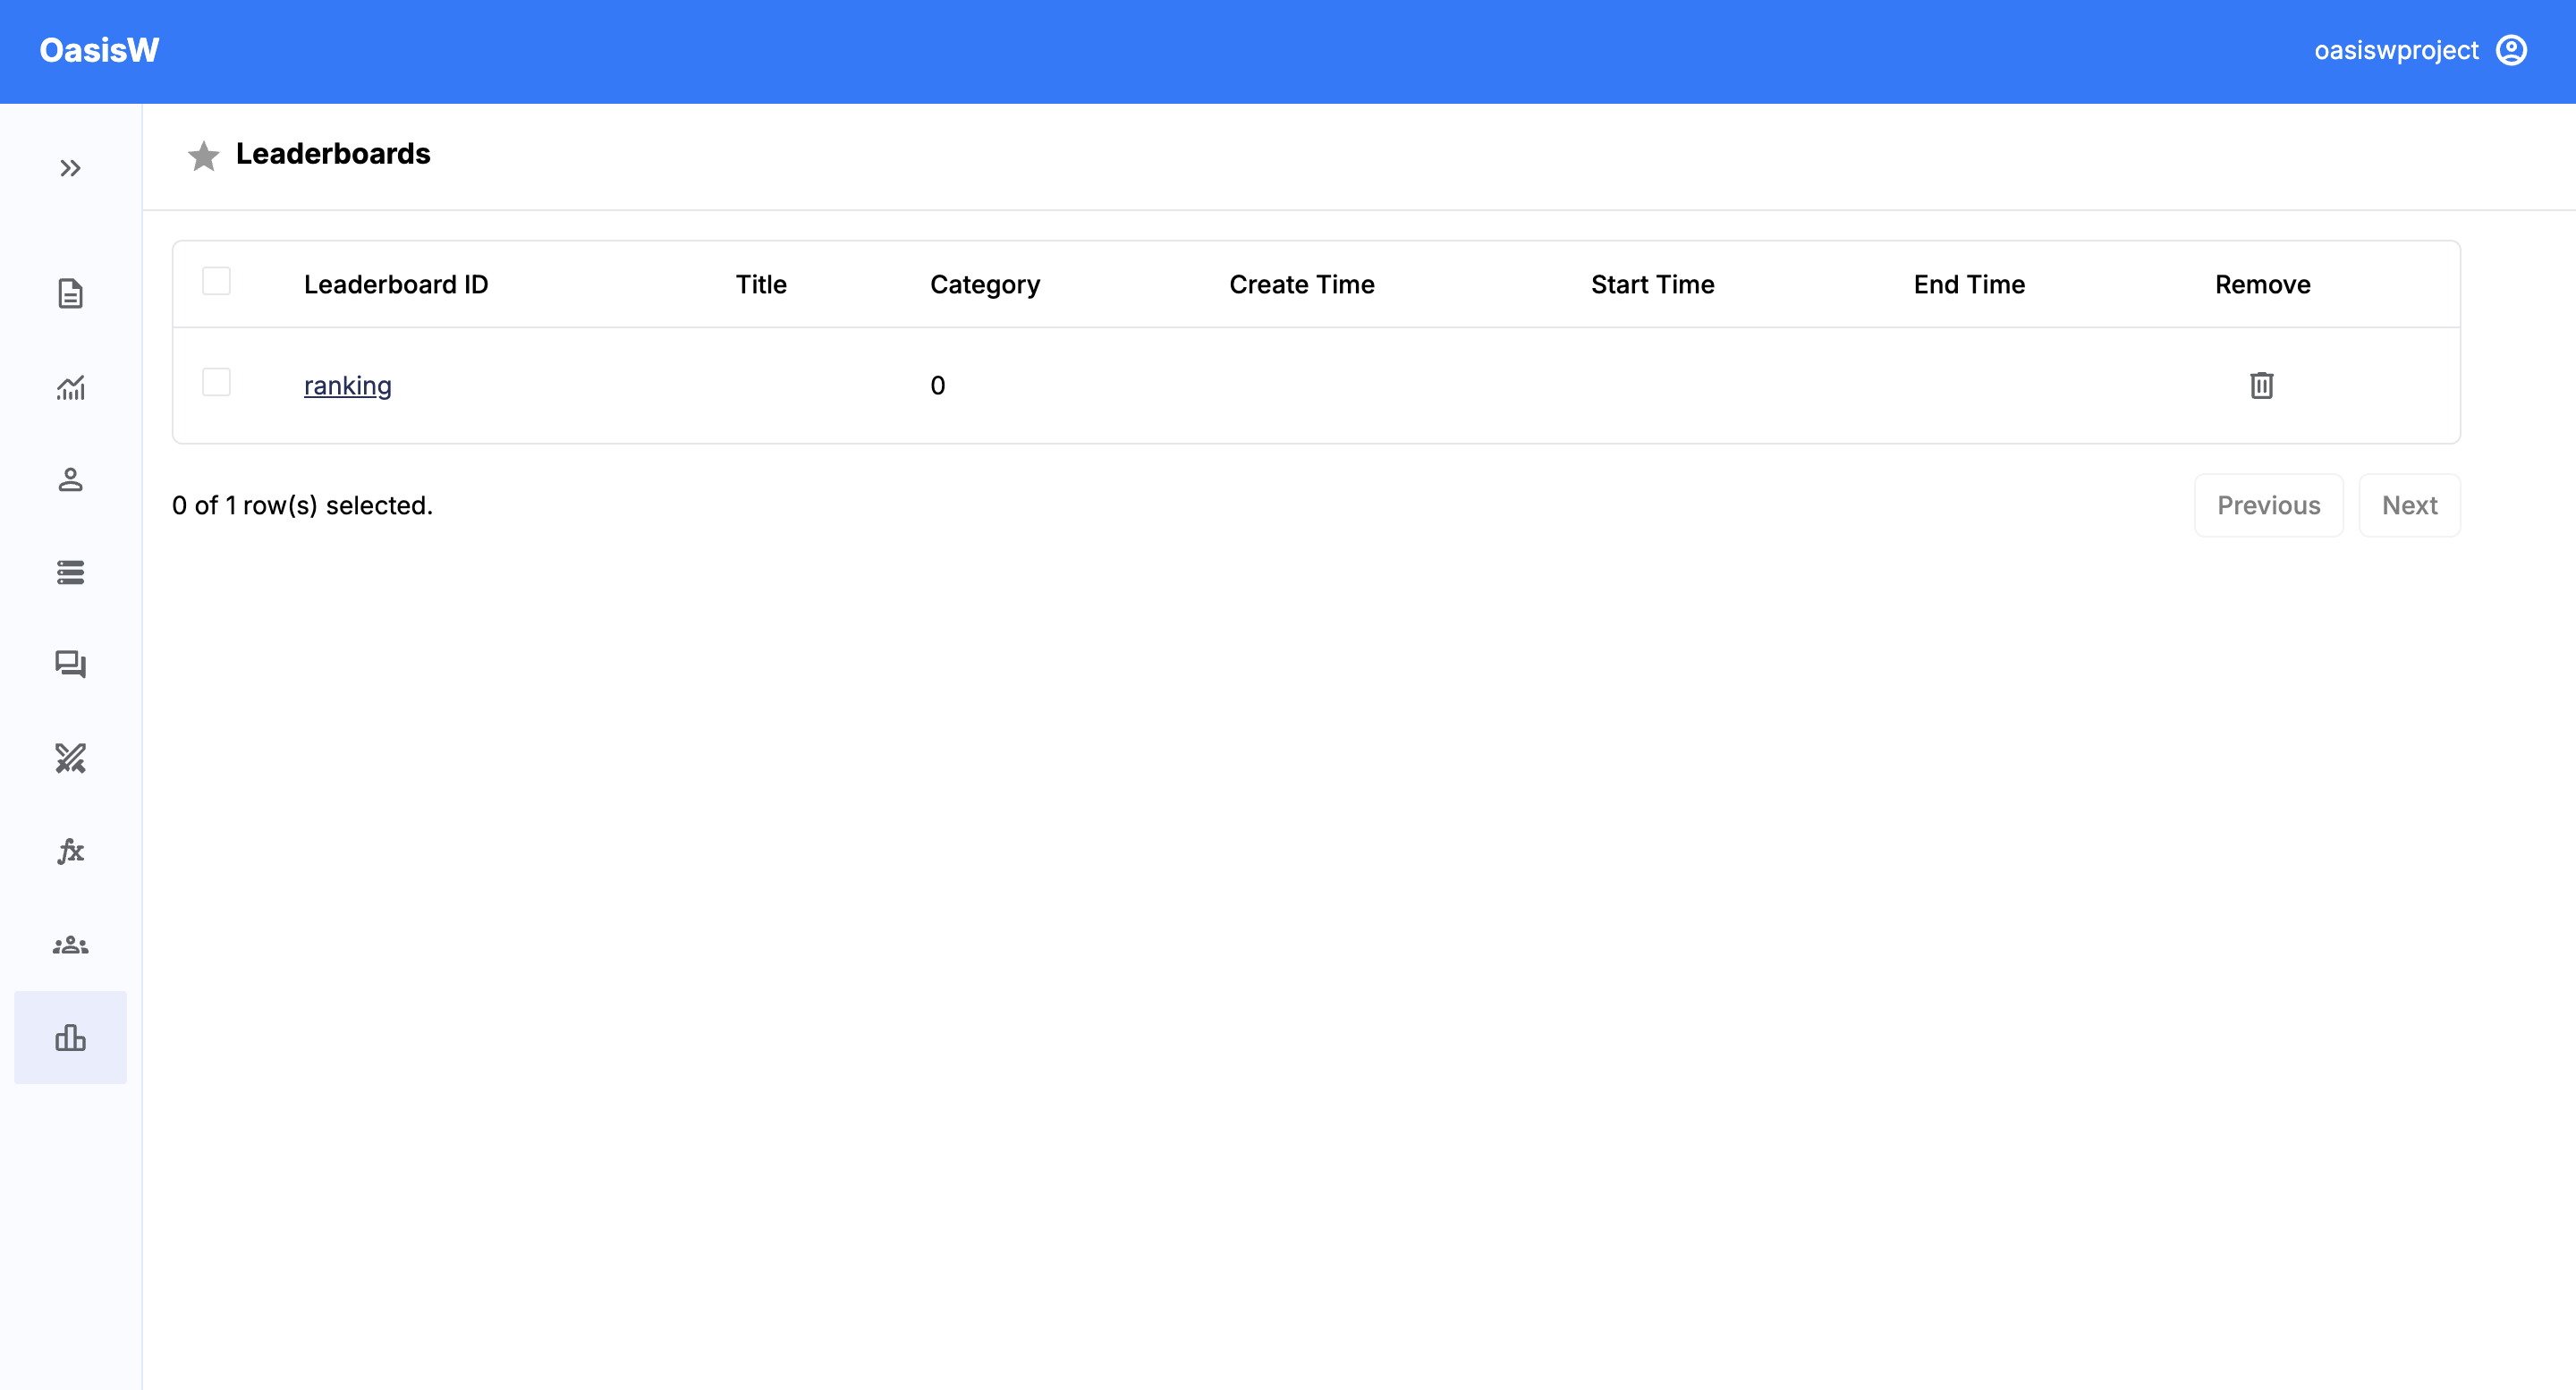 OasisW
oasiswproject
Leaderboards
Leaderboard ID Title Category Create Time Start Time End Time Remove
ranking 0
0 of 1 row(s) selected.
Previous Next